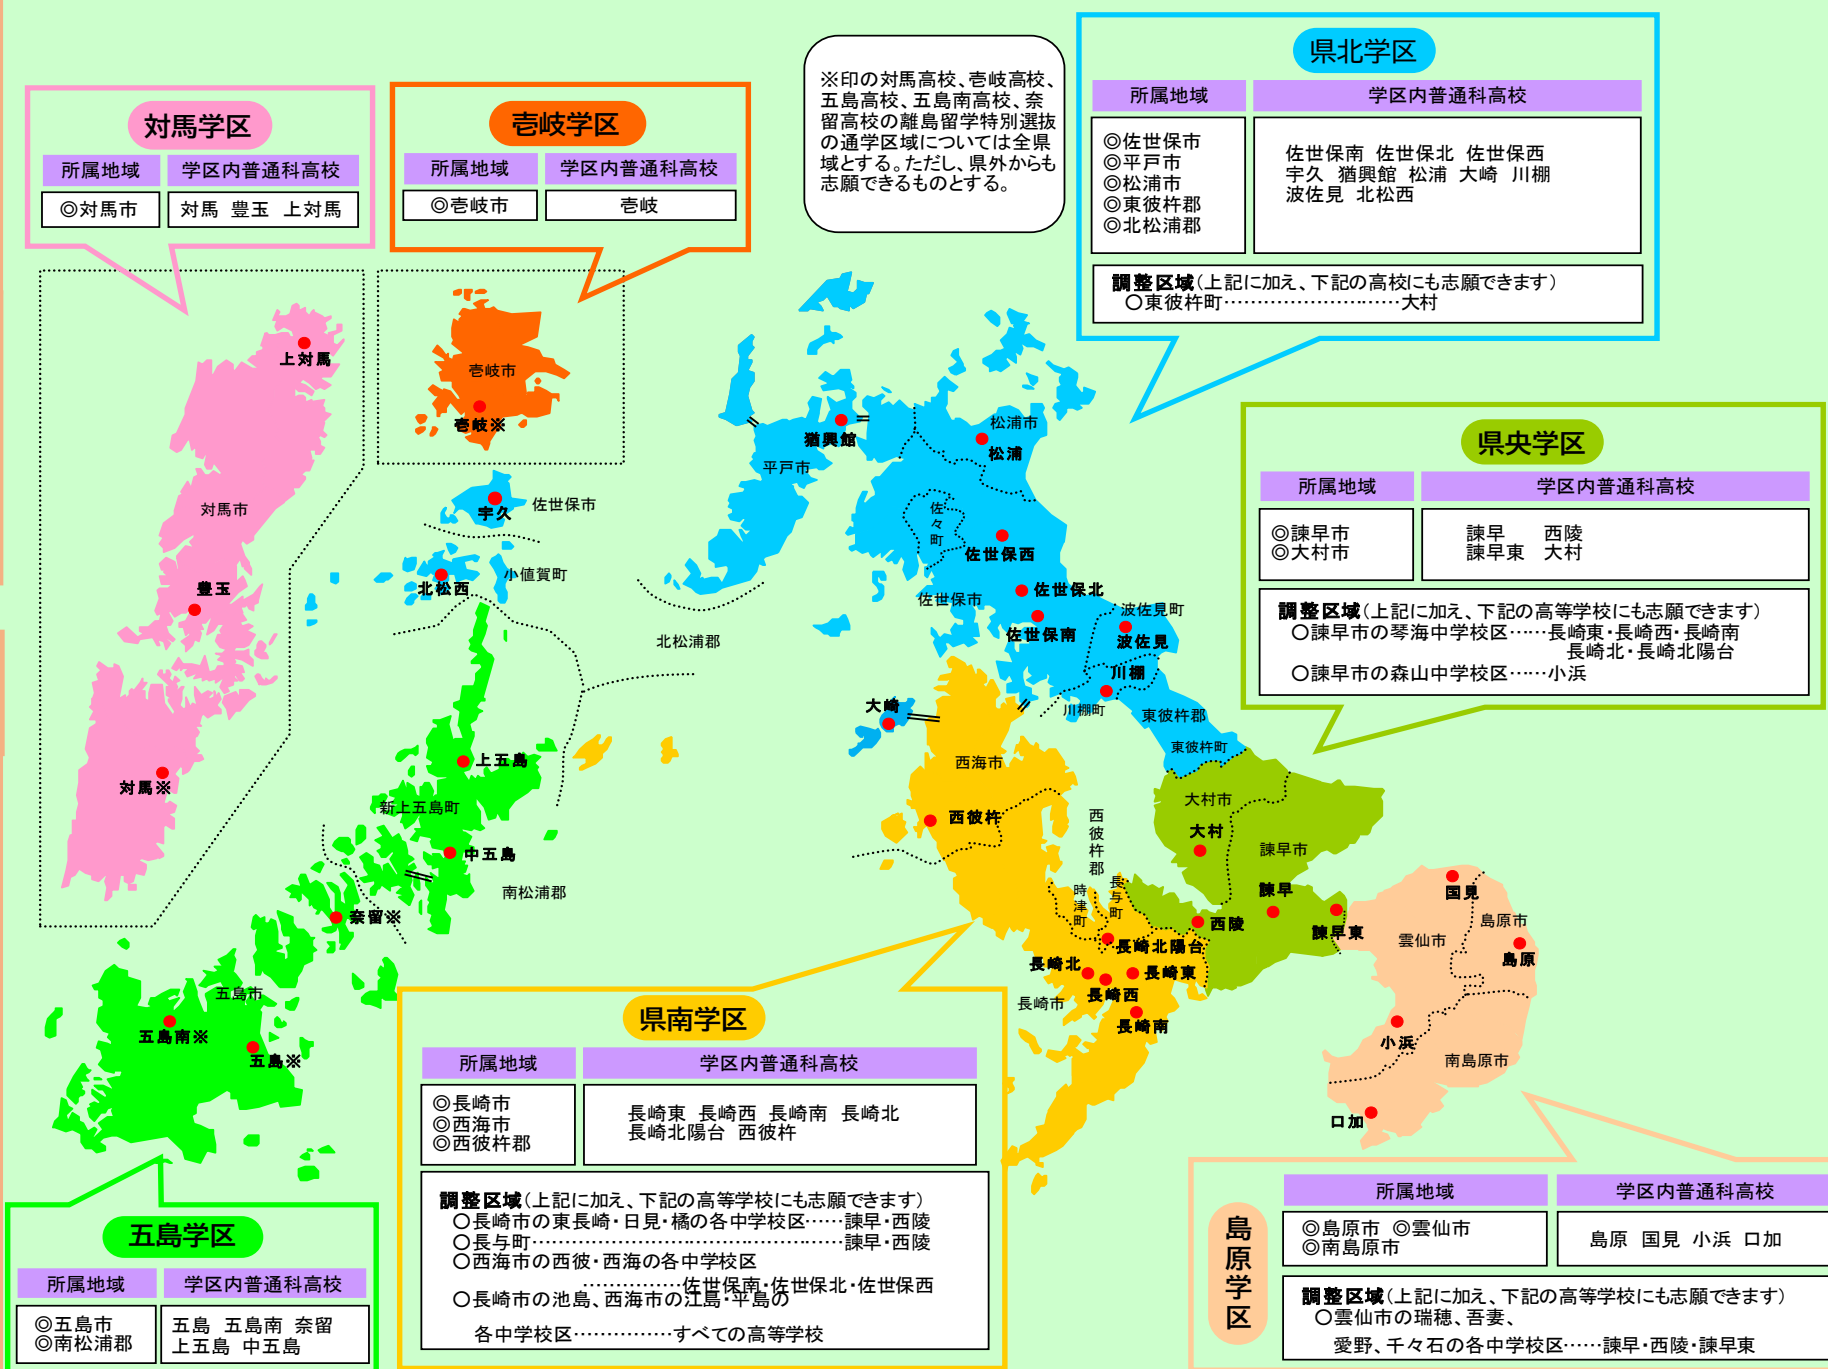 対馬学区
所属地域 学区内普通科高校
◎対馬市 対馬 豊玉 上対馬
壱岐学区
所属地域 学区内普通科高校
◎壱岐市 壱岐
※印の対馬高校、壱岐高校、
五島高校、五島南高校、奈
留高校の離島留学特別選抜
の通学区域については全県
域とする。ただし、県外からも
志願できるものとする。
県北学区
所属地域 学区内普通科高校
◎佐世保市
◎平戸市
◎松浦市
◎東彼杵郡
◎北松浦郡
佐世保南 佐世保北 佐世保西
宇久 猶興館 松浦 大崎 川棚
波佐見 北松西
調整区域(上記に加え、下記の高校にも志願できます)
○東彼杵町……………………大村
県央学区
所属地域 学区内普通科高校
◎諫早市
◎大村市
諫早 西陵
諫早東 大村
調整区域(上記に加え、下記の高等学校にも志願できます)
○諫早市の琴海中学校区……長崎東・長崎西・長崎南
長崎北・長崎北陽台
○諫早市の森山中学校区……小浜
上対馬
対馬市
豊玉
対馬※
壱岐市
壱岐※
宇久
佐世保市
北松西
小値賀町
北松浦郡
猶興館
平戸市
松浦市
松浦
佐々町
佐世保西
佐世保市
佐世保北
佐世保南
波佐見町
波佐見
川棚
川棚町
東彼杵郡
東彼杵町
大崎
西海市
西彼杵
西彼杵郡
時津町
長与町
大村市
大村
諫早市
諫早
西陵
諫早東
長崎北陽台
長崎北
長崎東
長崎西
長崎市
長崎南
国見
島原市
雲仙市
島原
小浜
南島原市
口加
上五島
新上五島町
中五島
南松浦郡
奈留※
五島市
五島南※
五島※
県南学区
所属地域 学区内普通科高校
◎長崎市
◎西海市
◎西彼杵郡
長崎東 長崎西 長崎南 長崎北
長崎北陽台 西彼杵
調整区域(上記に加え、下記の高等学校にも志願できます)
○長崎市の東長崎・日見・橘の各中学校区……諫早・西陵
○長与町……………………………………諫早・西陵
○西海市の西彼・西海の各中学校区
…………佐世保南・佐世保北・佐世保西
○長崎市の池島、西海市の江島・平島の
各中学校区……………すべての高等学校
五島学区
所属地域 学区内普通科高校
◎五島市
◎南松浦郡
五島 五島南 奈留
上五島 中五島
島原学区
所属地域 学区内普通科高校
◎島原市 ◎雲仙市
◎南島原市
島原 国見 小浜 口加
調整区域(上記に加え、下記の高等学校にも志願できます)
○雲仙市の瑞穂、吾妻、
愛野、千々石の各中学校区……諫早・西陵・諫早東